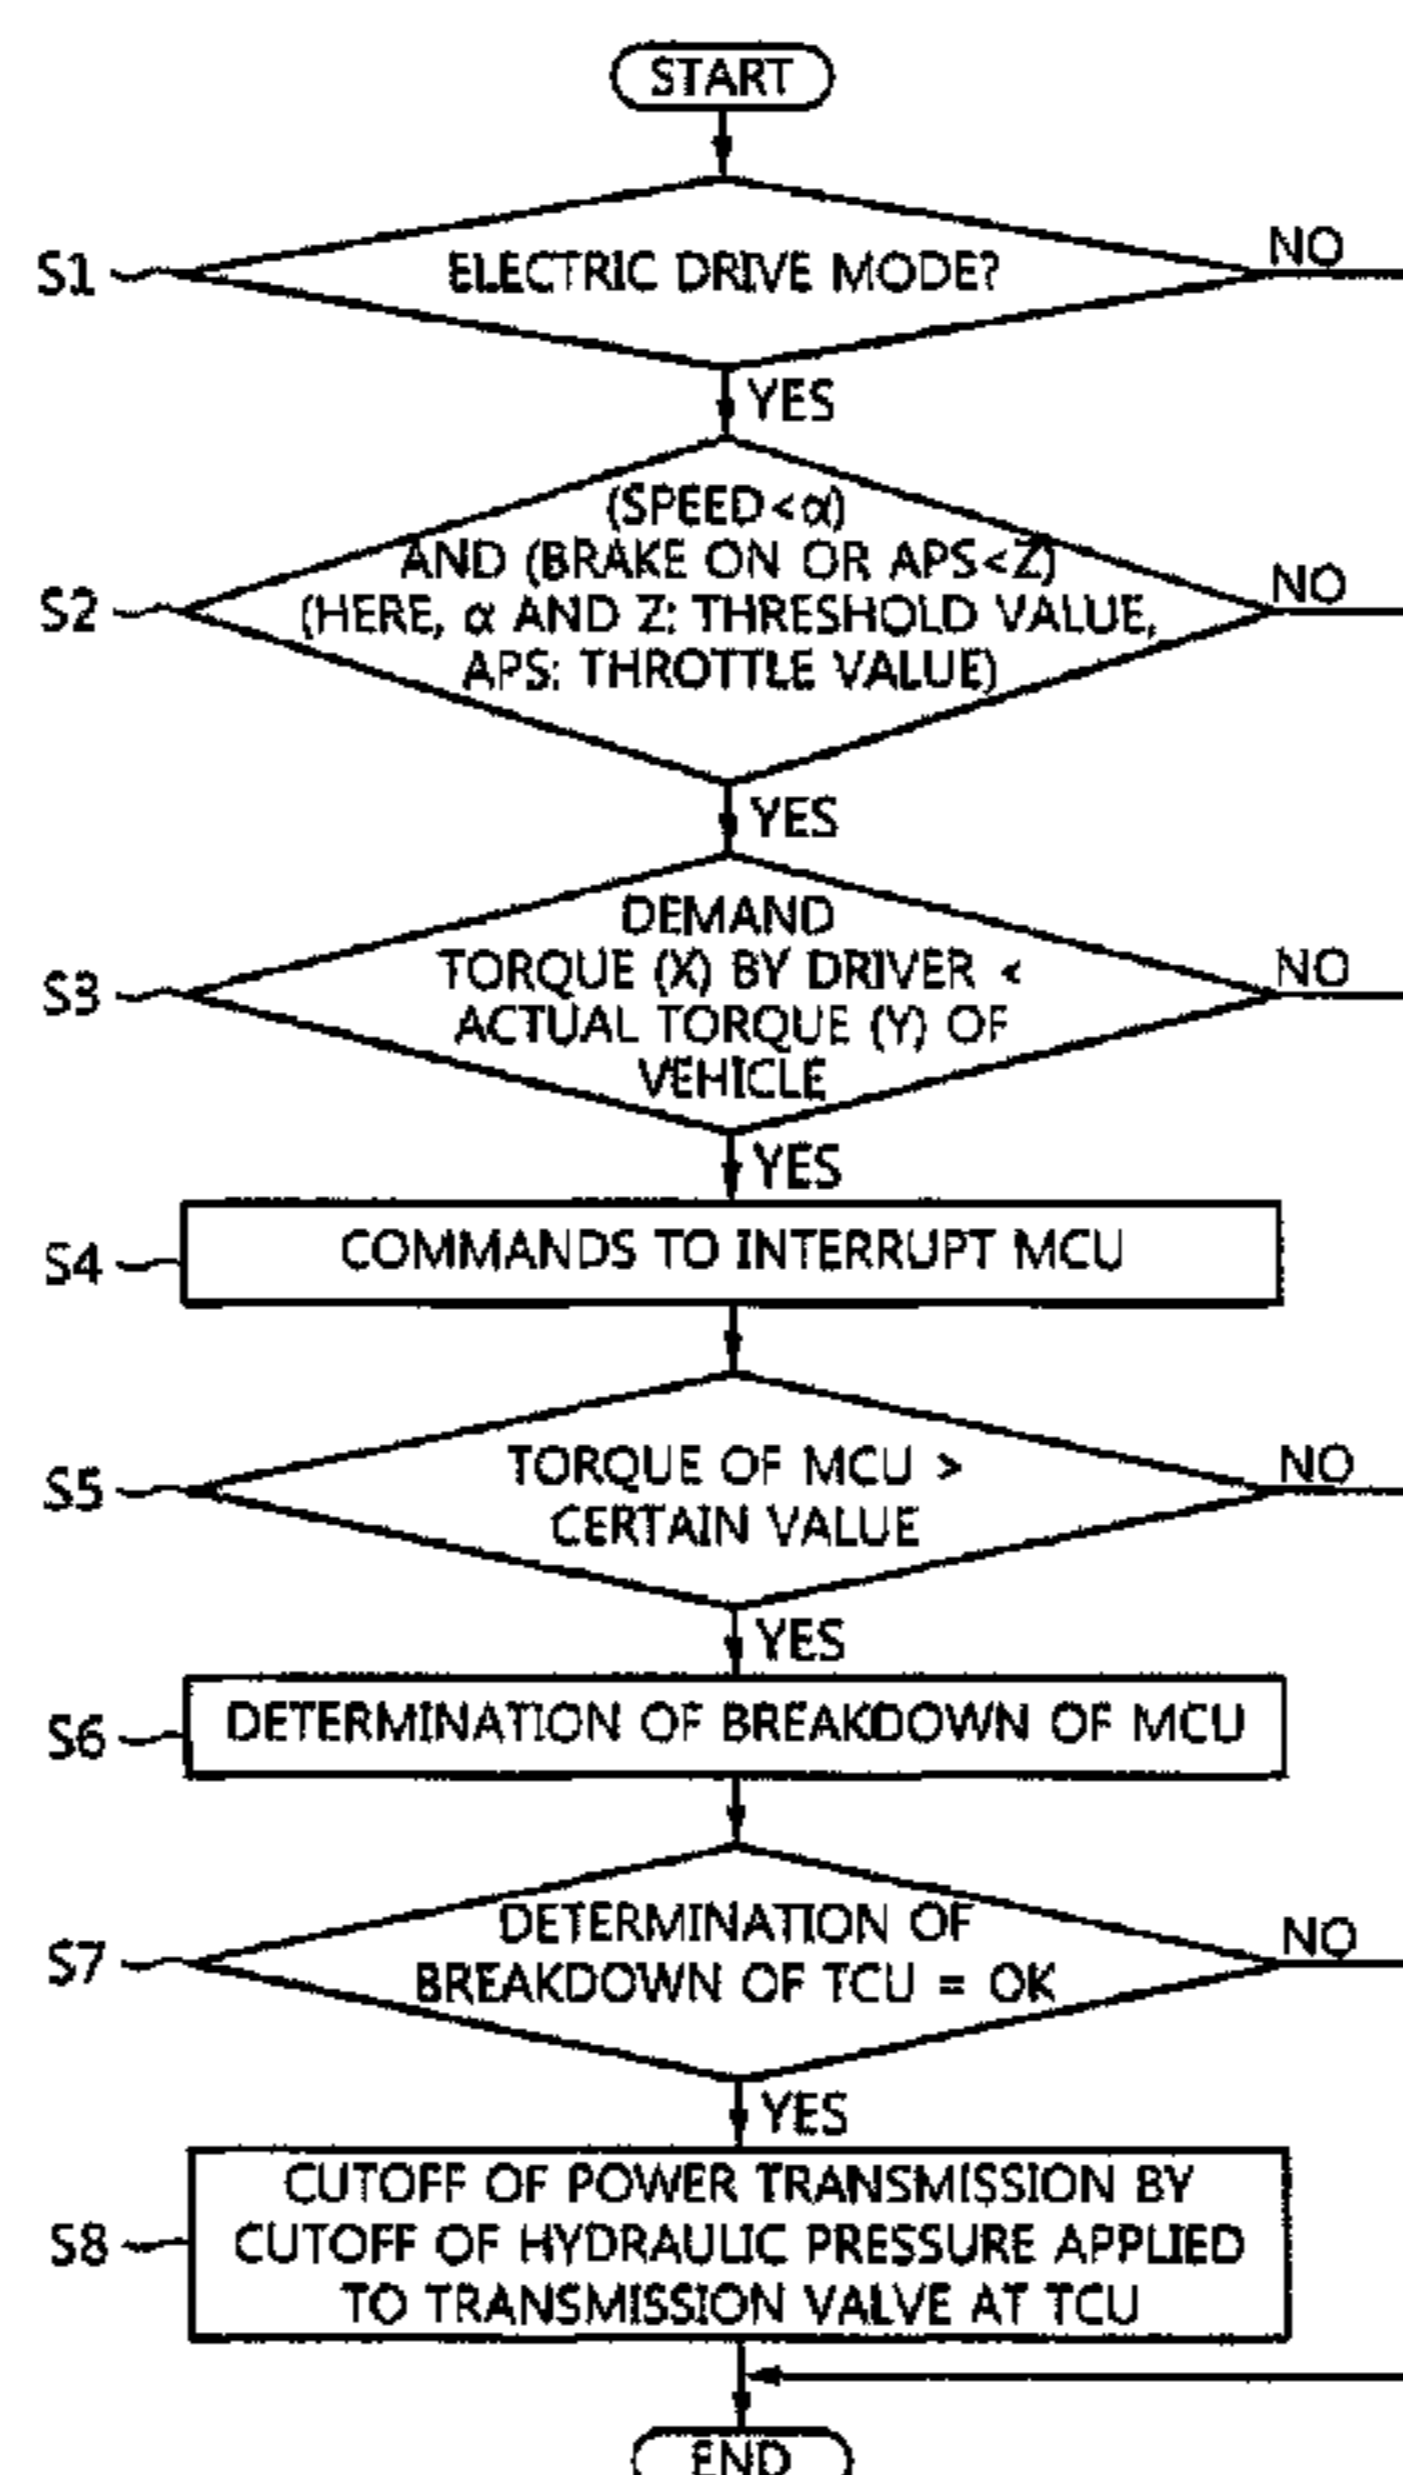 START
S1
ELECTRIC DRIVE MODE?
NO
YES
S2
(SPEED<α)
AND (BRAKE ON OR APS<Z)
(HERE, α AND Z: THRESHOLD VALUE,
APS: THROTTLE VALUE)
NO
YES
S3
DEMAND
TORQUE (X) BY DRIVER <
ACTUAL TORQUE (Y) OF
VEHICLE
NO
YES
S4
COMMANDS TO INTERRUPT MCU
S5
TORQUE OF MCU >
CERTAIN VALUE
NO
YES
S6
DETERMINATION OF BREAKDOWN OF MCU
S7
DETERMINATION OF
BREAKDOWN OF TCU = OK
NO
YES
S8
CUTOFF OF POWER TRANSMISSION BY
CUTOFF OF HYDRAULIC PRESSURE APPLIED
TO TRANSMISSION VALVE AT TCU
END